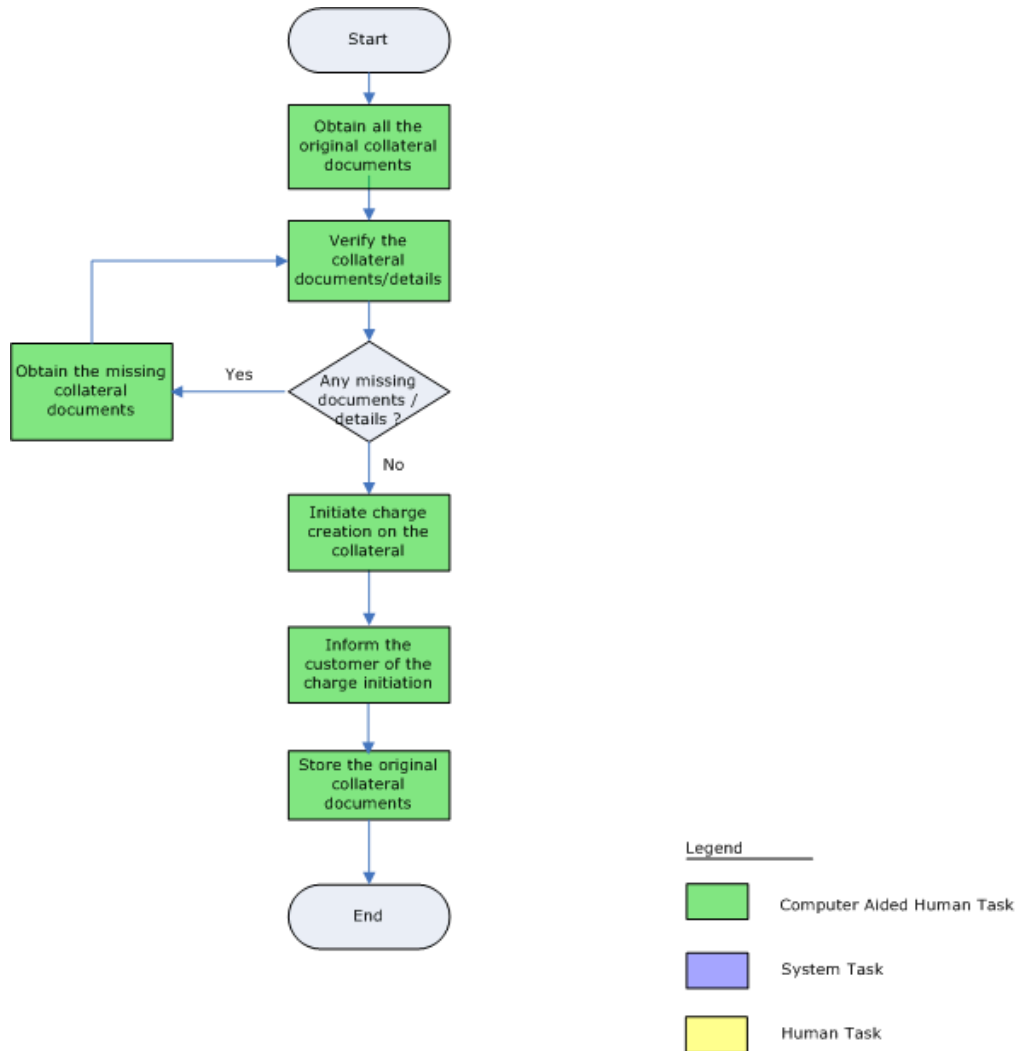 Start
Obtain all the
original collateral
documents
Verify the
collateral
documents/details
Obtain the missing
collateral
documents
Yes
Any missing
documents /
details ?
No
Initiate charge
creation on the
collateral
Inform the
customer of the
charge initiation
Store the original
collateral
documents
End
Legend
Computer Aided Human Task
System Task
Human Task